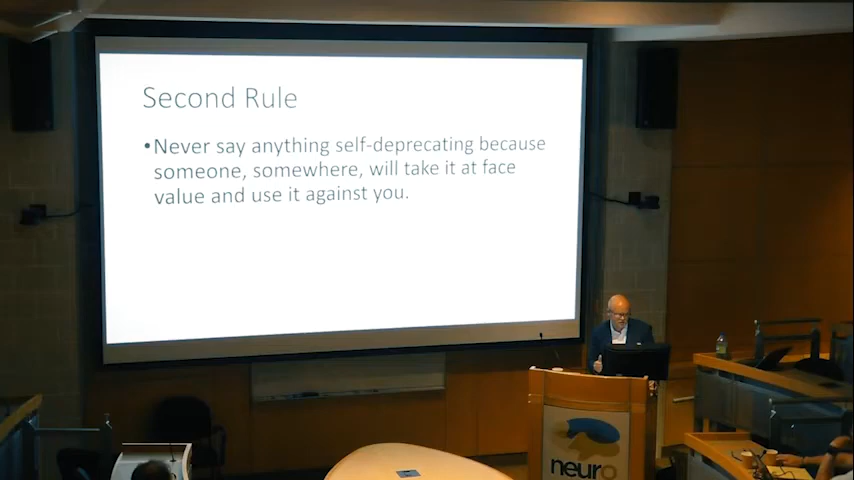 Second Rule
•Never say anything self-deprecating because
someone, somewhere, will take it at face
value and use it against you.
neuro